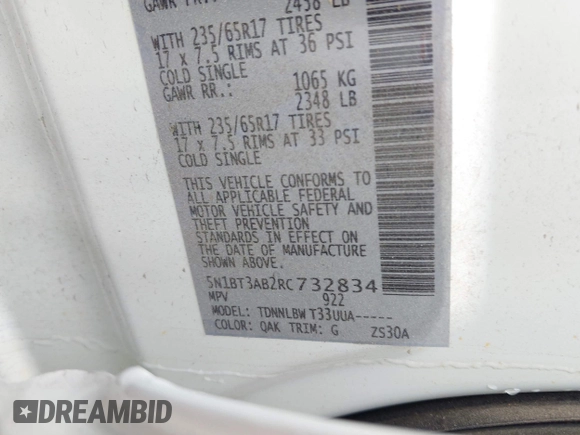 WITH 235/65R17 TIRES
17 x 7.5 RIMS AT 36 PSI
COLD SINGLE
GAWR RR.: 1065 KG
2348 LB
WITH 235/65R17 TIRES
17 x 7.5 RIMS AT 33 PSI
COLD SINGLE
THIS VEHICLE CONFORMS TO
ALL APPLICABLE FEDERAL
MOTOR VEHICLE SAFETY AND
THEFT PREVENTION
STANDARDS IN EFFECT ON
THE DATE OF MANUFACTURE
SHOWN ABOVE.
5N1BT3AB2RC732834
MPV 922
MODEL: TDNNLBW T33UUA-----
COLOR: QAK TRIM: G ZS30A
DREAMBID